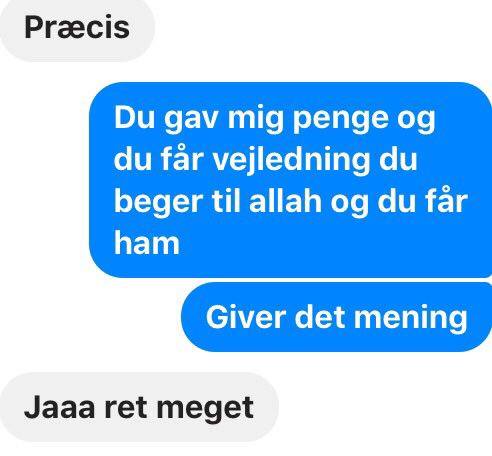 Præcis
Du gav mig penge og
du får vejledning du
beger til allah og du får
ham
Giver det mening
Jaaa ret meget